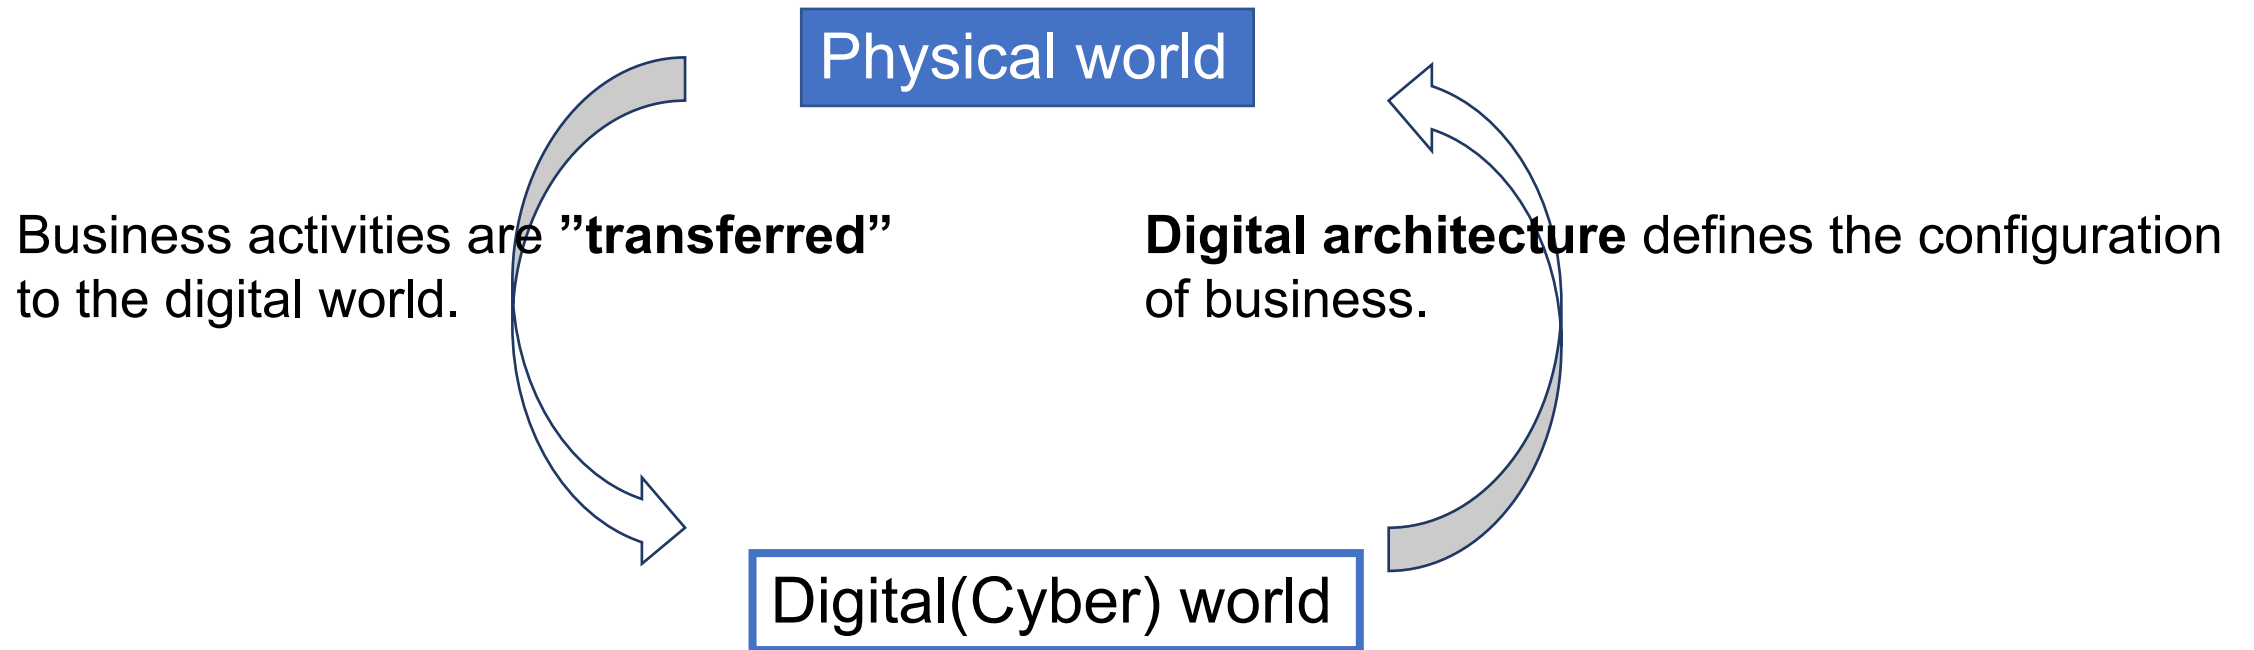 Physical world
Business activities are ”transferred”
to the digital world.
Digital architecture defines the configuration
of business.
Digital(Cyber) world